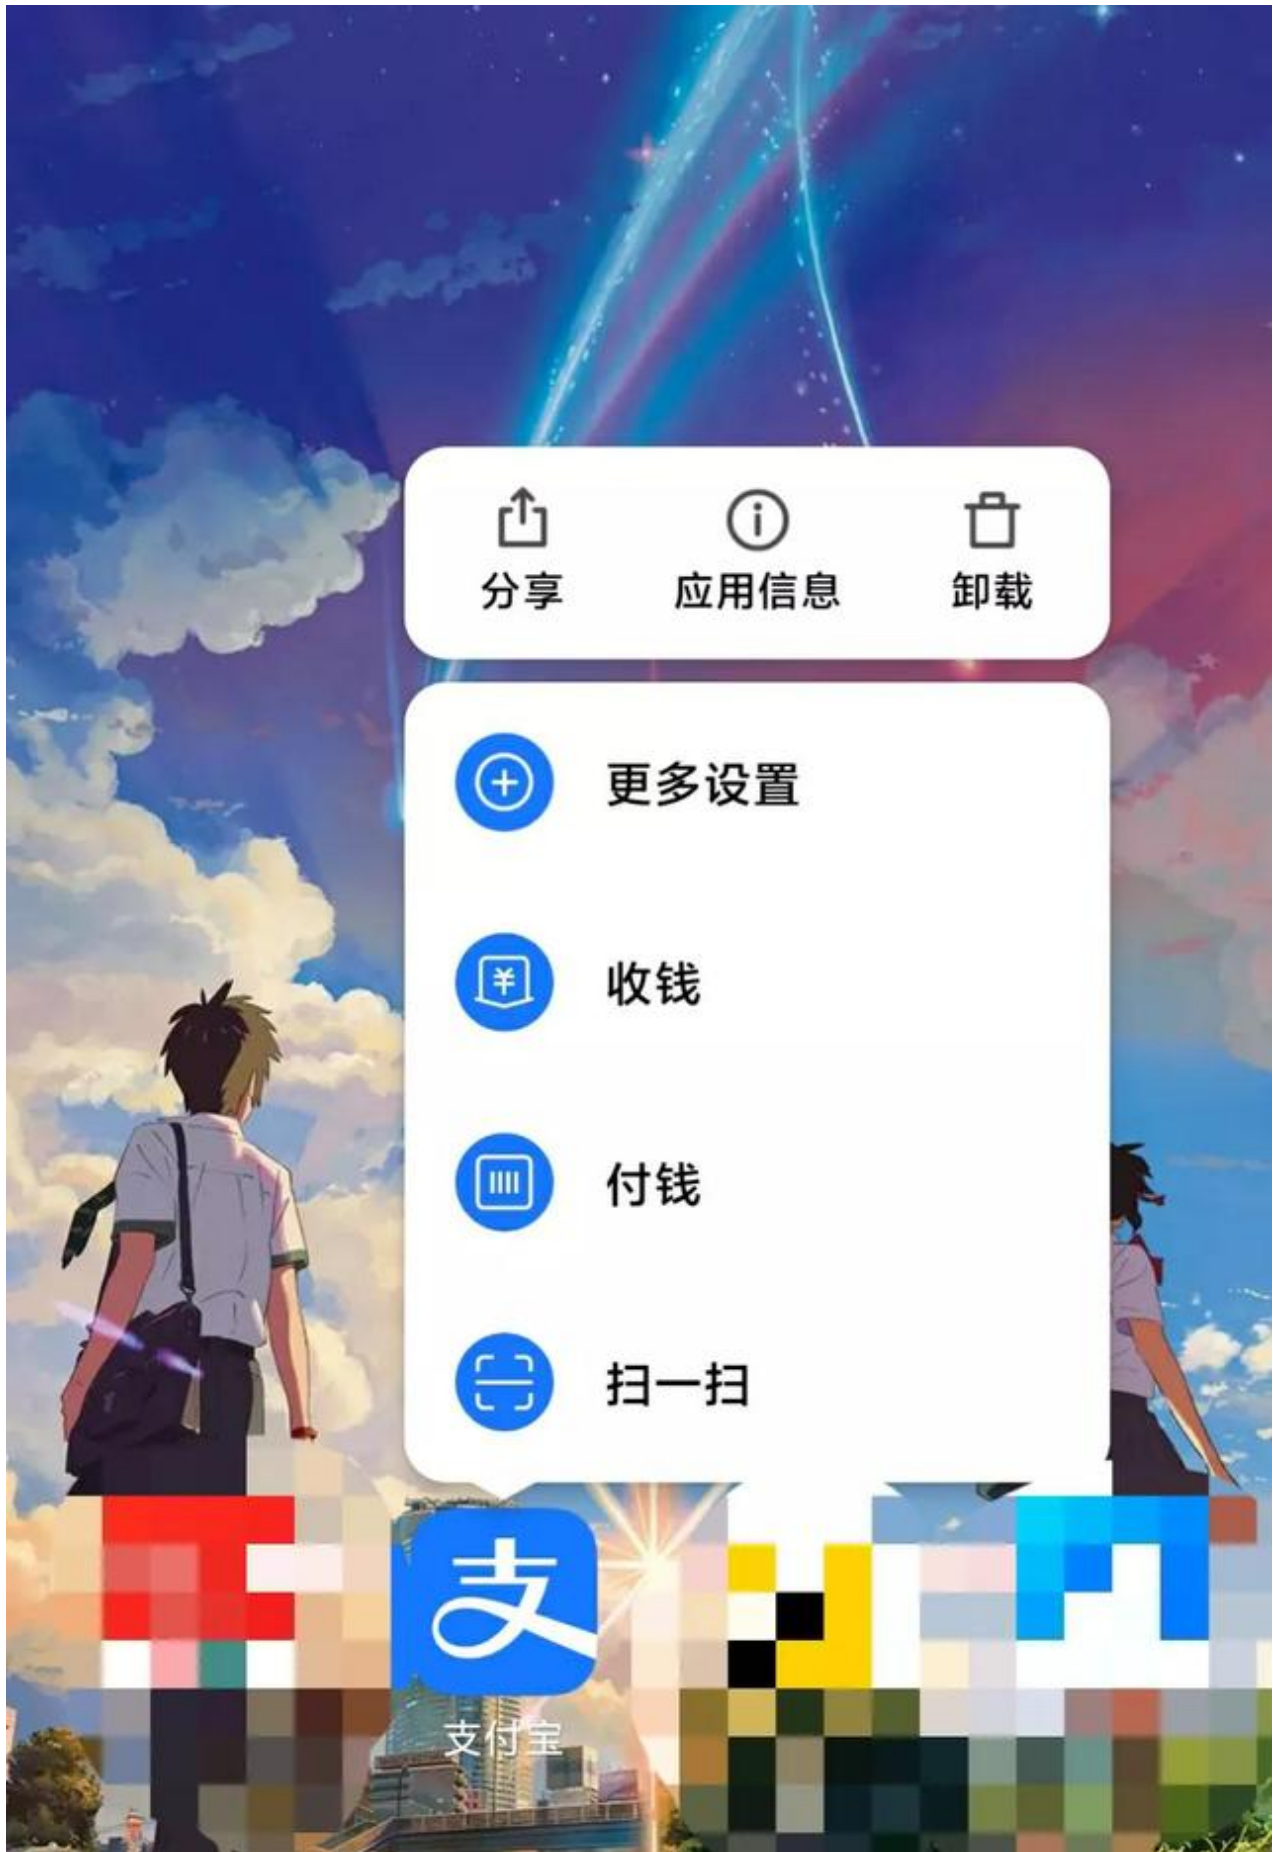 分享 应用信息 卸载
更多设置
收钱
付钱
扫一扫
支
支付宝